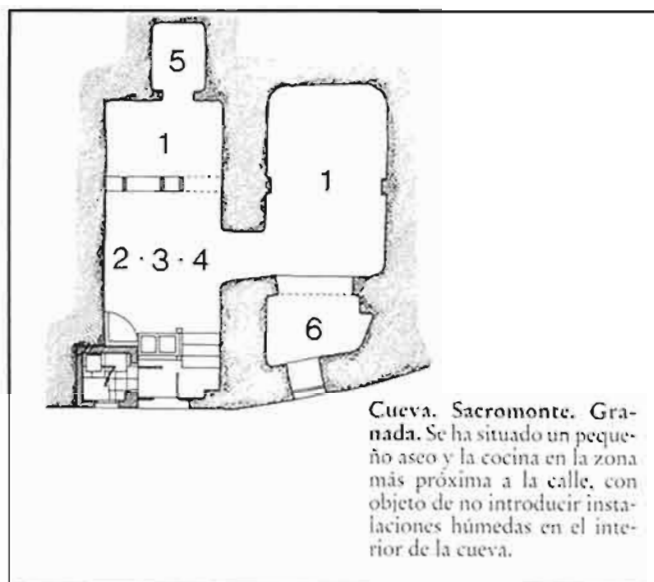 5
1
1
2 · 3 · 4
6
7
Cueva. Sacromonte. Gra-
nada. Se ha situado un peque-
ño aseo y la cocina en la zona
más próxima a la calle, con
objeto de no introducir insta-
laciones húmedas en el inte-
rior de la cueva.